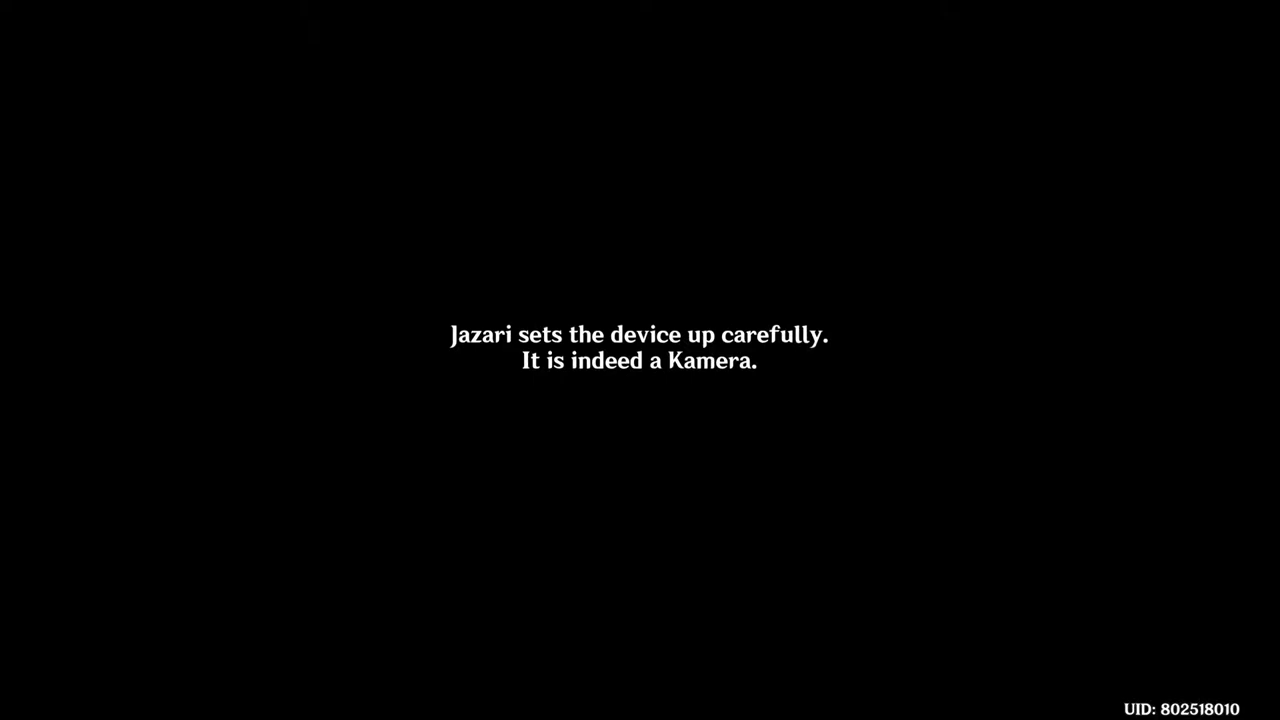 Jazari sets the device up carefully.
It is indeed a Kamera.
UID: 802518010